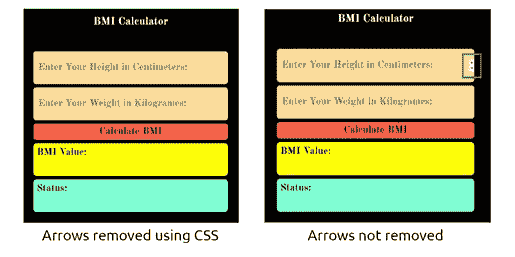 BMI Calculator
Enter Your Height in Centimeters:
Enter Your Weight in Kilogrames:
Calculate BMI
BMI Value:
Status:
Arrows removed using CSS
BMI Calculator
Enter Your Height in Centimeters:
Enter Your Weight in Kilogrames:
Calculate BMI
BMI Value:
Status:
Arrows not removed